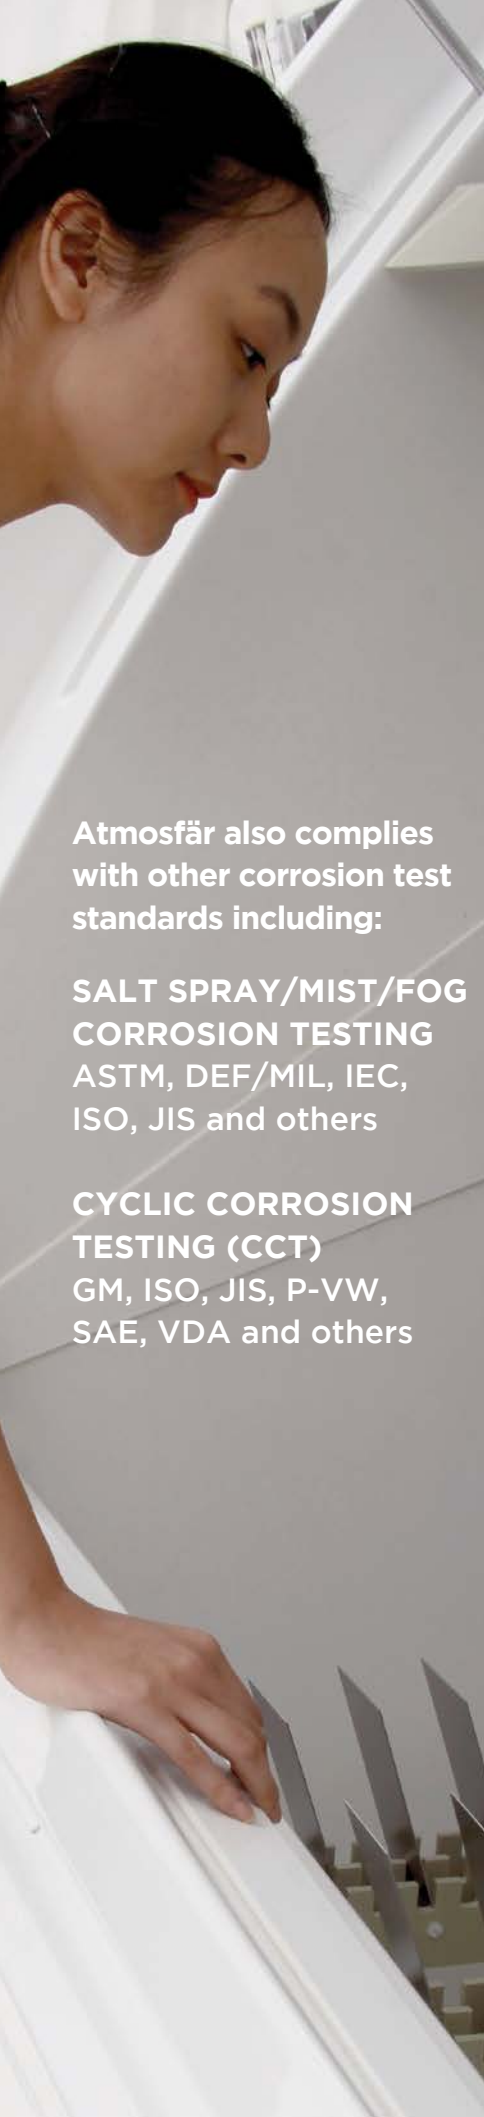 Atmosfär also complies
with other corrosion test
standards including:
SALT SPRAY/MIST/FOG
CORROSION TESTING
ASTM, DEF/MIL, IEC,
ISO, JIS and others
CYCLIC CORROSION
TESTING (CCT)
GM, ISO, JIS, P-VW,
SAE, VDA and others